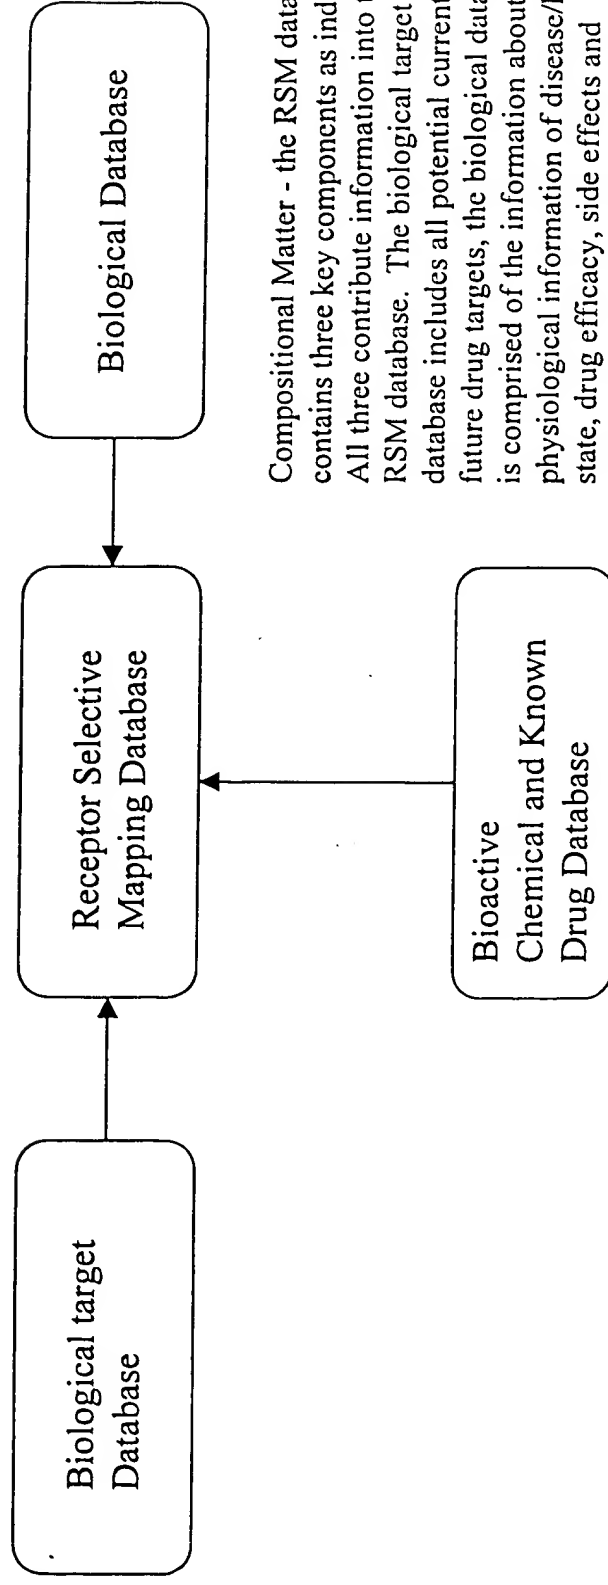 Biological target
Database
Receptor Selective
Mapping Database
Biological Database
Bioactive
Chemical and Known
Drug Database
Compositional Matter - the RSM data
contains three key components as ind
All three contribute information into t
RSM database. The biological target
database includes all potential current
future drug targets, the biological data
is comprised of the information about
physiological information of disease/
state, drug efficacy, side effects and